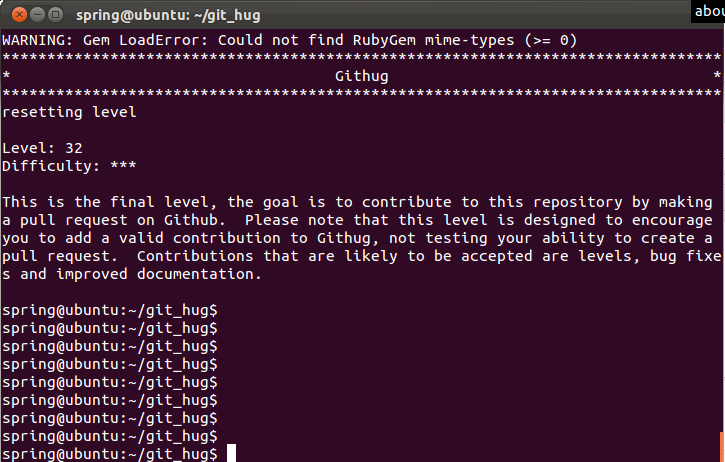 spring@ubuntu: ~/git_hug
abou
WARNING: Gem LoadError: Could not find RubyGem mime-types (>= 0)
********************************************************************************
*                                    Githug                                    *
********************************************************************************
resetting level
Level: 32
Difficulty: ***
This is the final level, the goal is to contribute to this repository by making
a pull request on Github.  Please note that this level is designed to encourage
you to add a valid contribution to Githug, not testing your ability to create a
pull request.  Contributions that are likely to be accepted are levels, bug fixe
s and improved documentation.
spring@ubuntu:~/git_hug$
spring@ubuntu:~/git_hug$
spring@ubuntu:~/git_hug$
spring@ubuntu:~/git_hug$
spring@ubuntu:~/git_hug$
spring@ubuntu:~/git_hug$
spring@ubuntu:~/git_hug$
spring@ubuntu:~/git_hug$
spring@ubuntu:~/git_hug$